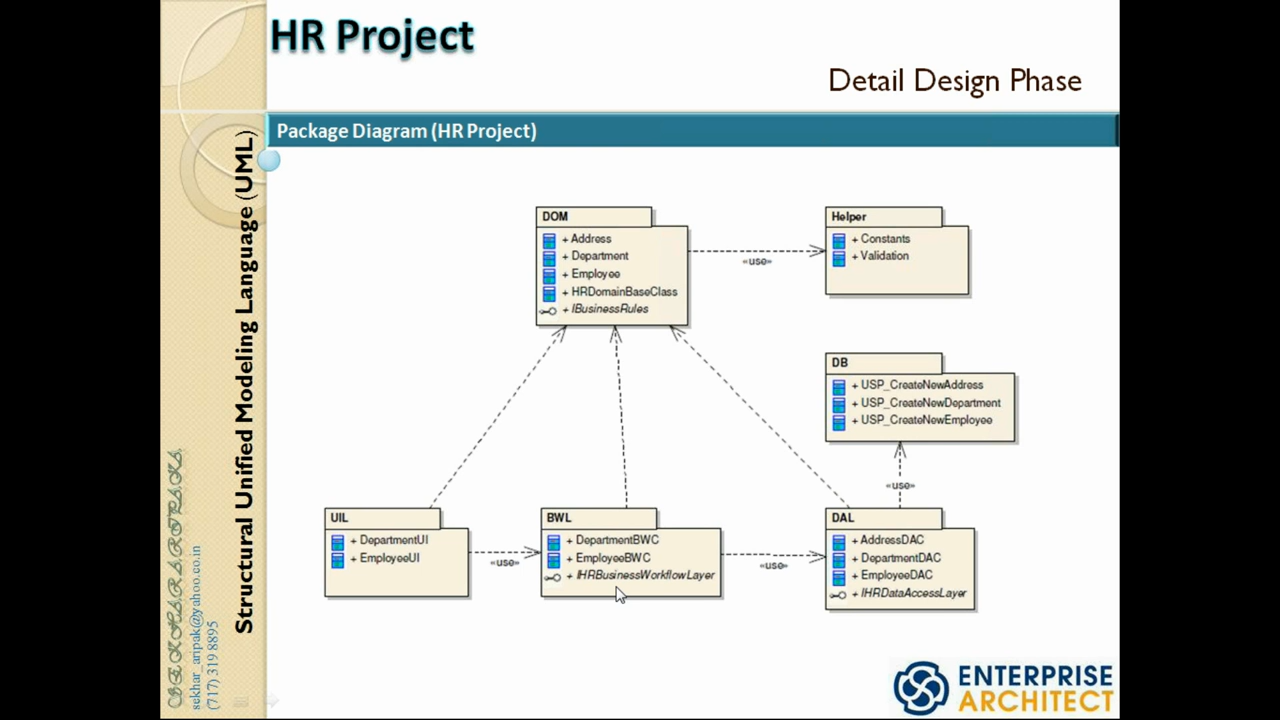 HR Project
Detail Design Phase
Package Diagram (HR Project)
Structural Unified Modeling Language (UML)
sekhar_aripak@yahoo.co.in
(717) 319 8895
DOM
+ Address
+ Department
+ Employee
+ HRDomainBaseClass
+ IBusinessRules
«use»
Helper
+ Constants
+ Validation
DB
+ USP_CreateNewAddress
+ USP_CreateNewDepartment
+ USP_CreateNewEmployee
«use»
UIL
+ DepartmentUI
+ EmployeeUI
«use»
BWL
+ DepartmentBWC
+ EmployeeBWC
+ IHRBusinessWorkflowLayer
«use»
DAL
+ AddressDAC
+ DepartmentDAC
+ EmployeeDAC
+ IHRDataAccessLayer
ENTERPRISE
ARCHITECT